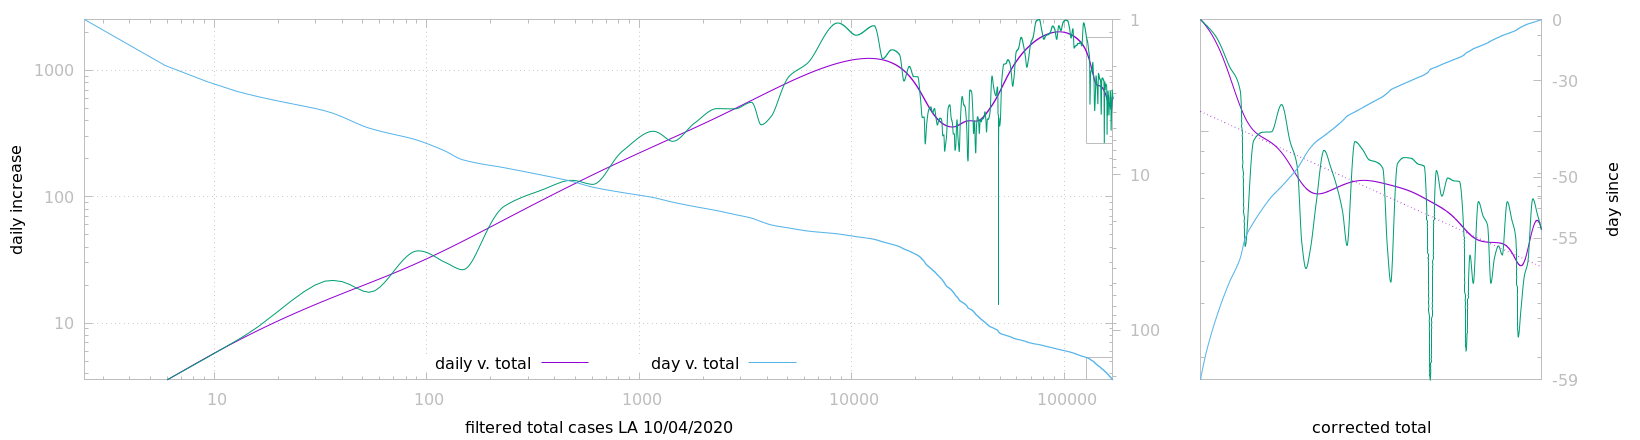 1000
100
10
daily increase
daily v. total
day v. total
10
100
1000
10000
100000
filtered total cases LA 10/04/2020
1
10
100
0
-30
-50
-55
-59
day since
corrected total